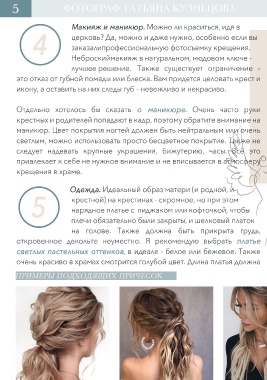 5 ФОТОГРАФ ТАТЬЯНА КУЗНЕЦОВА
4
Макияж и маникюр. Можно ли краситься, идя в
церковь? Да, можно и даже нужно, особенно если вы
заказалипрофессиональную фотосъемку крещения.
Неброскиймакияж в натуральном, нюдовом ключе -
лучшее решение. Также существует ограничение -
это отказ от губной помады или блеска. Вам придется целовать крест и
икону, а оставить на них следы губ - невежливо и некрасиво.
Отдельно хотелось бы сказать о маникюре. Очень часто руки
крестных и родителей попадают в кадр, поэтому обратите внимание на
маникюр. Цвет покрытия ногтей должен быть нейтральным или очень
светлым, можно использовать просто бесцветное покрытие. Также не
следует надевать крупные украшения, бижутерию, часы. Все это
привлекает к себе не нужное внимание и не вписывается в атмосферу
крещения в храме.
5
Одежда. Идеальный образ матери (и родной, и
крестной) на крестинах - скромное, но при этом
нарядное платье с пиджаком или кофточкой, чтобы
плечи обязательно были закрыты, и шелковый платок
на голове. Также должна быть прикрыта грудь,
откровенное декольте неуместно. Я рекомендую выбрать платье
светлых пастельных оттенков, в идеале - белое или бежевое. Также
очень красиво в храмах смотрится голубой цвет. Длина платья должна
ПРИМЕРЫ ПОДХОДЯЩИХ ПРИЧЕСОК